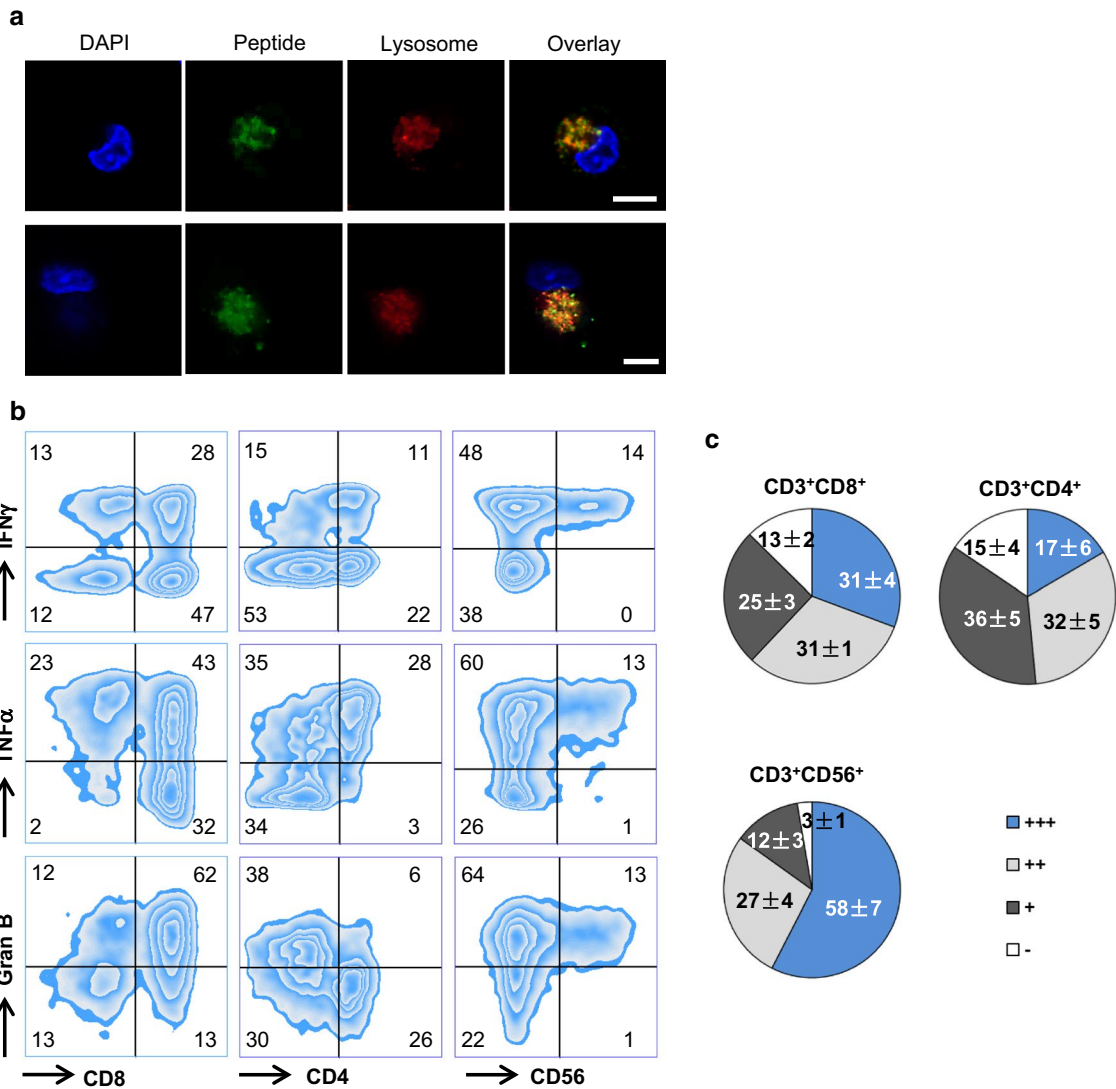 a
DAPI Peptide Lysosome Overlay
b
IFNγ
13 28 15 11 48 14
12 47 53 22 38 0
TNFα
23 43 35 28 60 13
2 32 34 3 26 1
Gran B
12 62 38 6 64 13
13 13 30 26 22 1
CD8 CD4 CD56
c
CD3+CD8+
13±2
31±4
25±3
31±1
CD3+CD4+
15±4
17±6
36±5
32±5
CD3+CD56+
3±1
12±3
27±4
58±7
+++
++
+
-